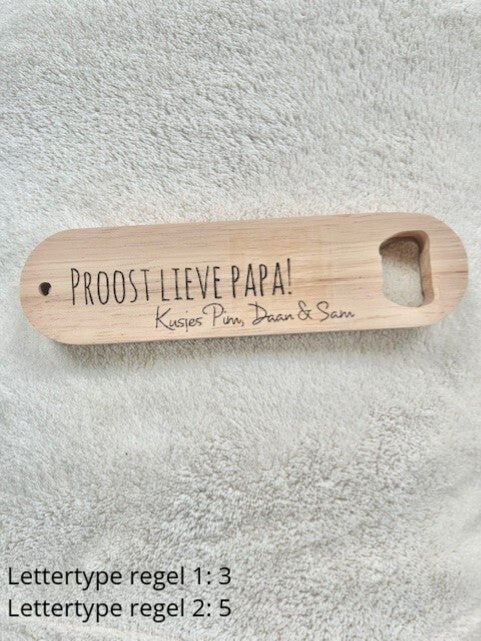 PROOST LIEVE PAPA!
Kusjes Pim, Daan & Sam
Lettertype regel 1: 3
Lettertype regel 2: 5